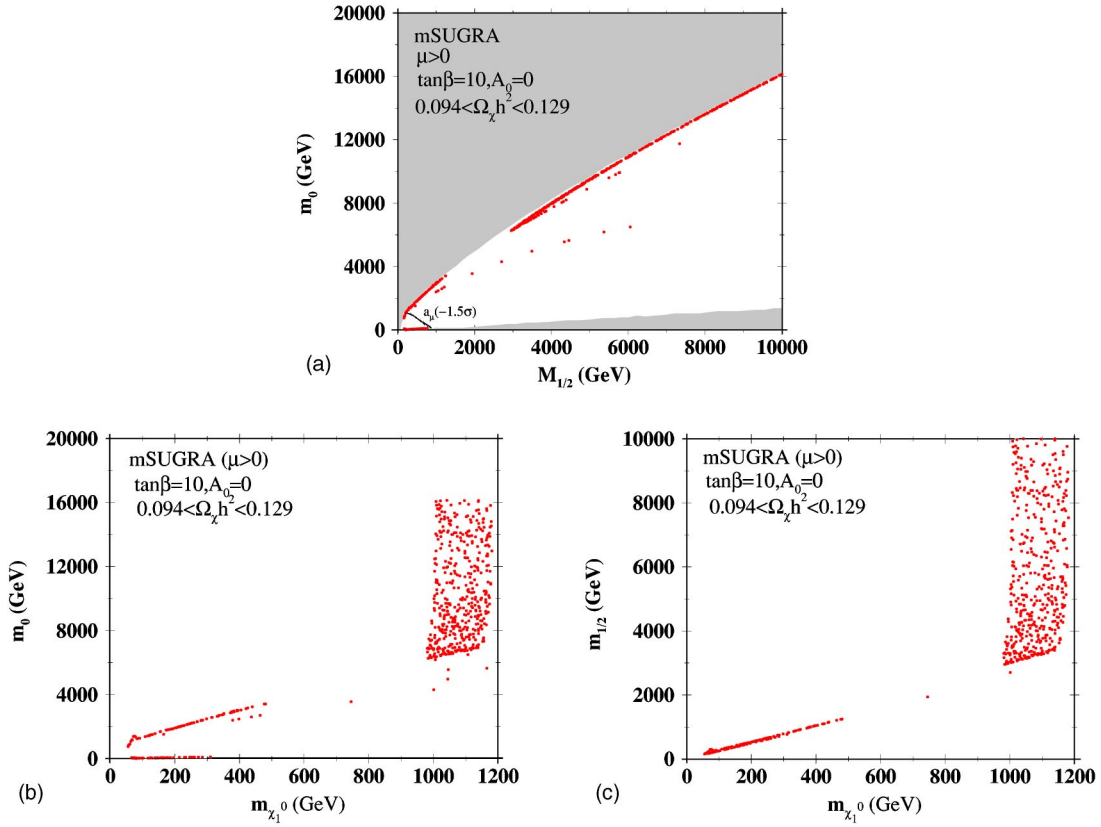 20000
16000
12000
8000
4000
0
m₀ (GeV)
mSUGRA
μ>0
tanβ=10,A₀=0
0.094<Ωᵪh²<0.129
aμ(−1.5σ)
0 2000 4000 6000 8000 10000
M₁/₂ (GeV)
(a)
20000
16000
12000
8000
4000
0
m₀ (GeV)
mSUGRA (μ>0)
tanβ=10,A₀=0
0.094<Ωᵪh²<0.129
0 200 400 600 800 1000 1200
mχ₁⁰ (GeV)
(b)
10000
8000
6000
4000
2000
0
m₁/₂ (GeV)
mSUGRA (μ>0)
tanβ=10,A₀=0
0.094<Ωᵪh²<0.129
0 200 400 600 800 1000 1200
mχ₁⁰ (GeV)
(c)